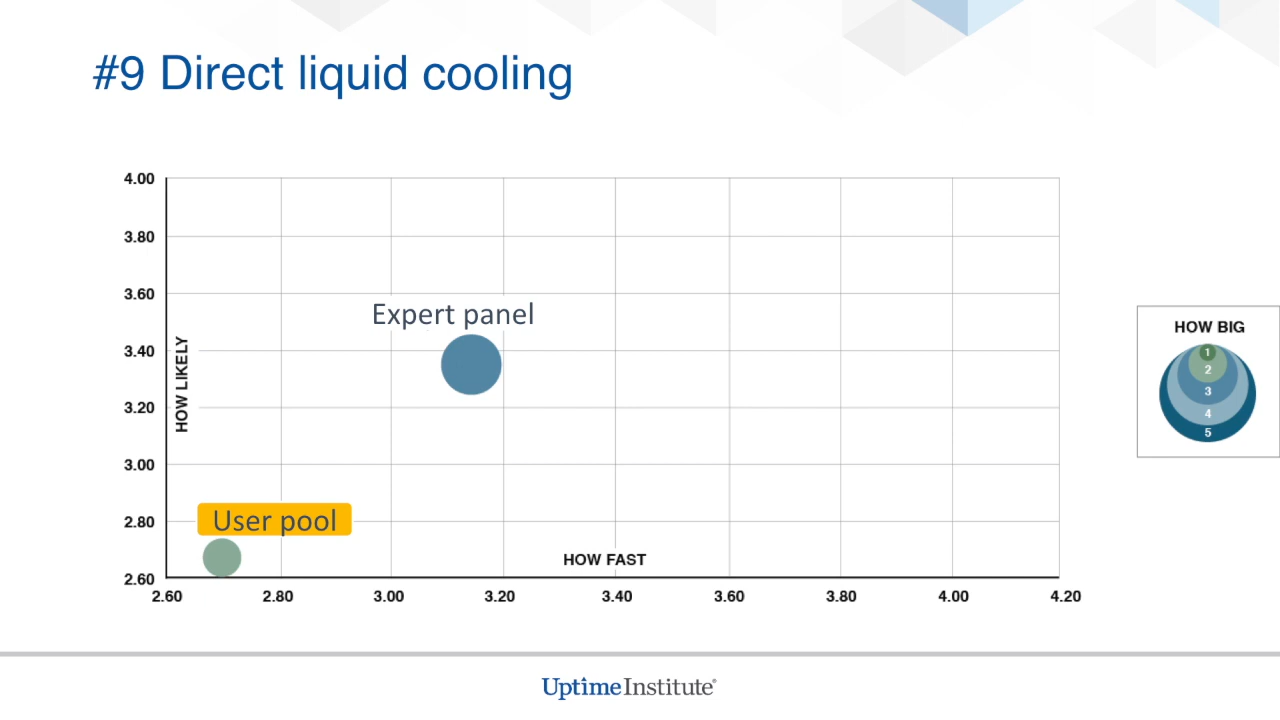 #9 Direct liquid cooling
4.00
3.80
3.60
3.40
3.20
3.00
2.80
2.60
HOW LIKELY
Expert panel
User pool
HOW FAST
2.60 2.80 3.00 3.20 3.40 3.60 3.80 4.00 4.20
HOW BIG
1
2
3
4
5
UptimeInstitute®